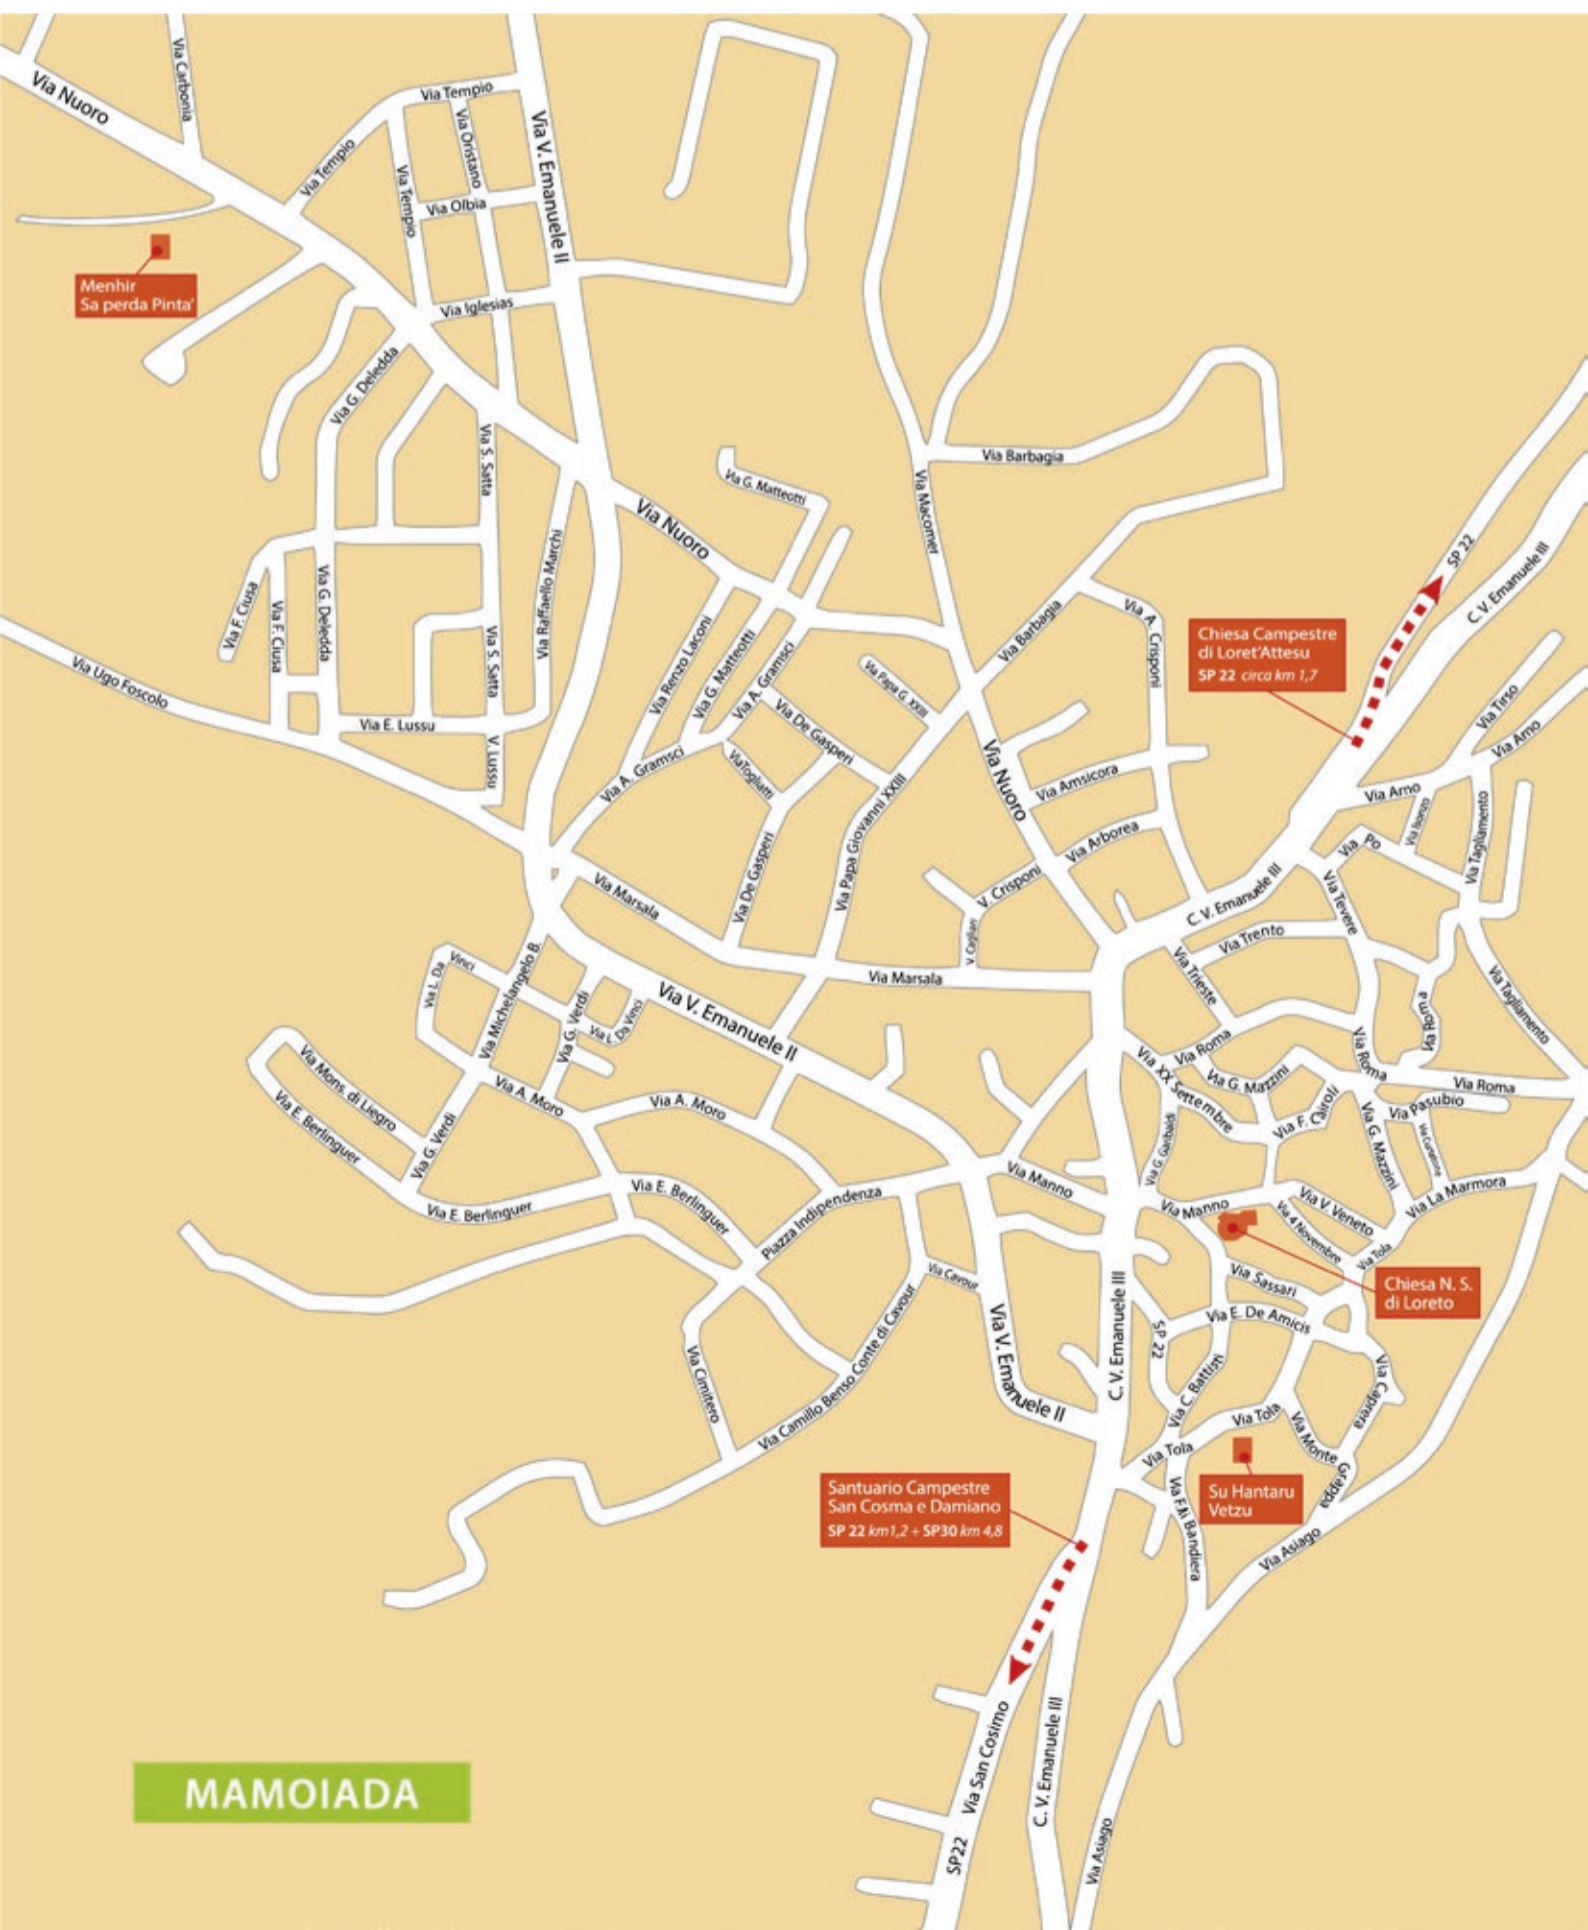 Via Nuoro
Via Carbonia
Via Tempio
Via Tempio
Via Tempio
Via Oristano
Via Olbia
Via V. Emanuele II
Via Iglesias
Menhir
Sa perda Pinta'
Via G. Deledda
Via S. Satta
Via Raffaello Marchi
Via Nuoro
Via G. Matteotti
Via Macomer
Via Barbagia
SP 22
C. V. Emanuele III
Via F. Ciusa
Via F. Ciusa
Via G. Deledda
Via S. Satta
Via Renzo Laconi
Via G. Matteotti
Via A. Gramsci
Via Barbagia
Via A. Crisponi
Chiesa Campestre
di Loret'Attesu
SP 22 circa km 1,7
Via Ugo Foscolo
Via E. Lussu
V. Lussu
Via Papa G. XXIII
Via De Gasperi
Via A. Gramsci
Via Togliatti
Via Nuoro
Via Amsicora
Via Tirso
Via Arno
Via Arno
Via Isonzo
Via Tagliamento
Via Papa Giovanni XXIII
Via De Gasperi
Via Arborea
V. Crisponi
V. Cagliari
Via Po
Via Tevere
C. V. Emanuele III
Via Marsala
Via Marsala
Via Trento
Via Trieste
Via Tagliamento
Via L. Da Vinci
Via Michelangelo B.
Via G. Verdi
Via L. Da Vinci
Via V. Emanuele II
Via Roma
Via Roma
Via Roma
Via Roma
Via XX Settembre
Via G. Mazzini
Via F. Cairoli
Via Pasubio
Via G. Mazzini
Via G. Garibaldi
Via Mons. di Liegro
Via E. Berlinguer
Via G. Verdi
Via A. Moro
Via A. Moro
Via E. Berlinguer
Via E. Berlinguer
Piazza Indipendenza
Via Manno
Via Manno
Via V. Veneto
Via 4 Novembre
Via La Marmora
Via Tola
Chiesa N. S.
di Loreto
Via Sassari
Via E. De Amicis
Via Cavour
Via Camillo Benso Conte di Cavour
Via Cimitero
Via V. Emanuele II
C. V. Emanuele III
SP 22
Via C. Battisti
Via Caprera
Via Tola
Via Tola
Via Monte Grappa
Su Hantaru
Vetzu
Via F.lli Bandiera
Via Asiago
Santuario Campestre
San Cosma e Damiano
SP 22 km1,2 + SP30 km 4,8
Via San Cosimo
C. V. Emanuele III
SP22
Via Asiago
MAMOIADA